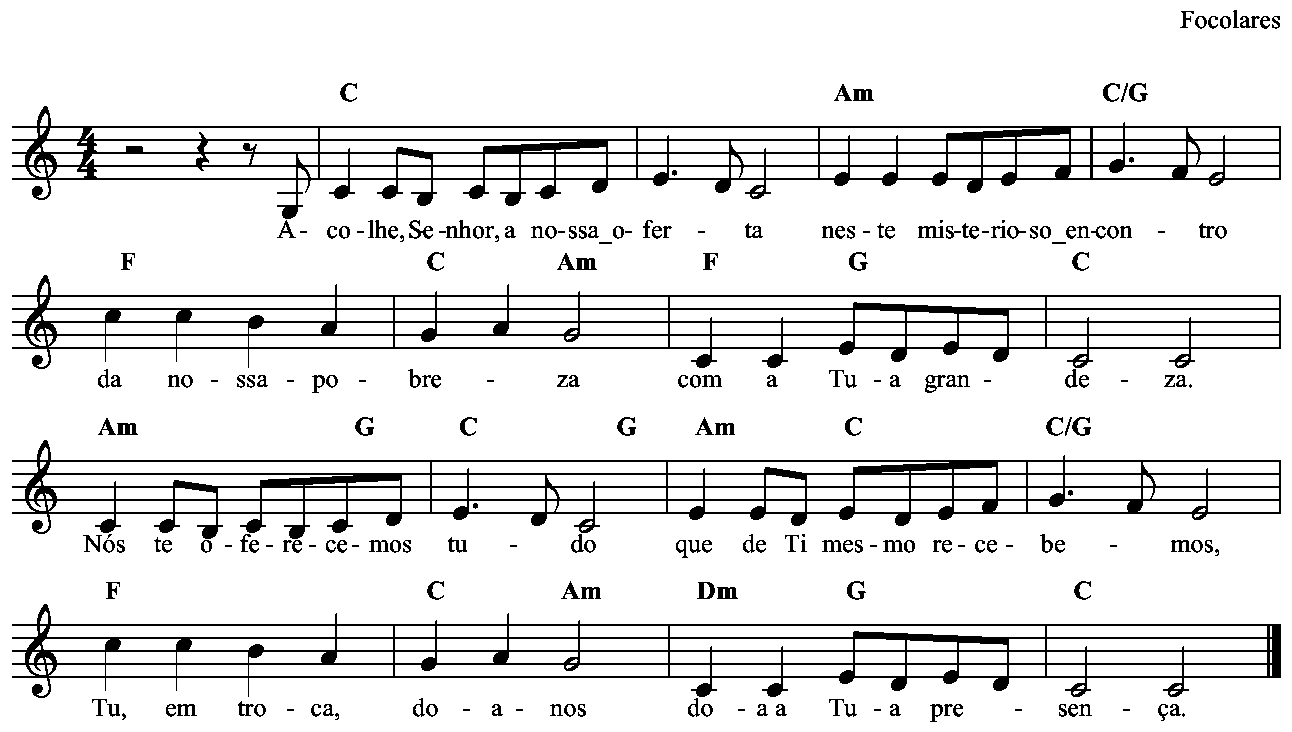 Focolares
C Am C/G
4
4
A- co-lhe, Se-nhor, a no-ssa_o-fer - ta nes-te mis-te-rio-so_en-con - tro
F C Am F G C
da no - ssa - po - bre - za com a Tu - a gran - de - za.
Am G C G Am C C/G
Nós te o-fe-re-ce-mos tu - do que de Ti mes-mo re-ce-be - mos,
F C Am Dm G C
Tu, em tro - ca, do - a - nos do - a a Tu - a pre - sen - ça.